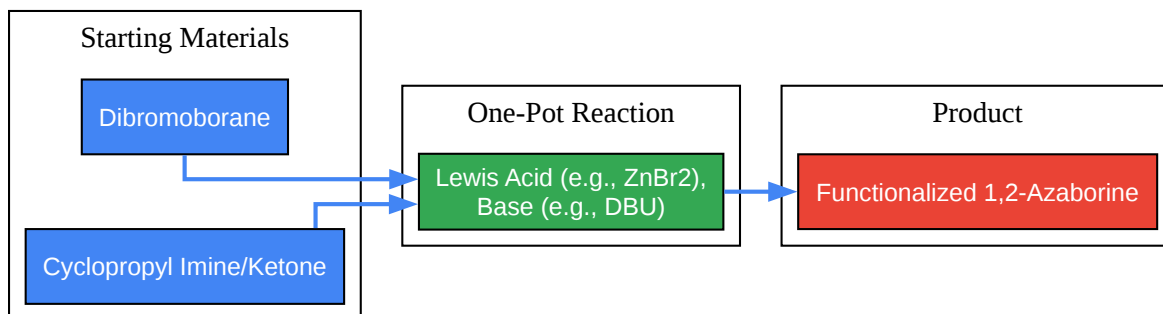 Starting Materials
Dibromoborane
Cyclopropyl Imine/Ketone
One-Pot Reaction
Lewis Acid (e.g., ZnBr2),
Base (e.g., DBU)
Product
Functionalized 1,2-Azaborine